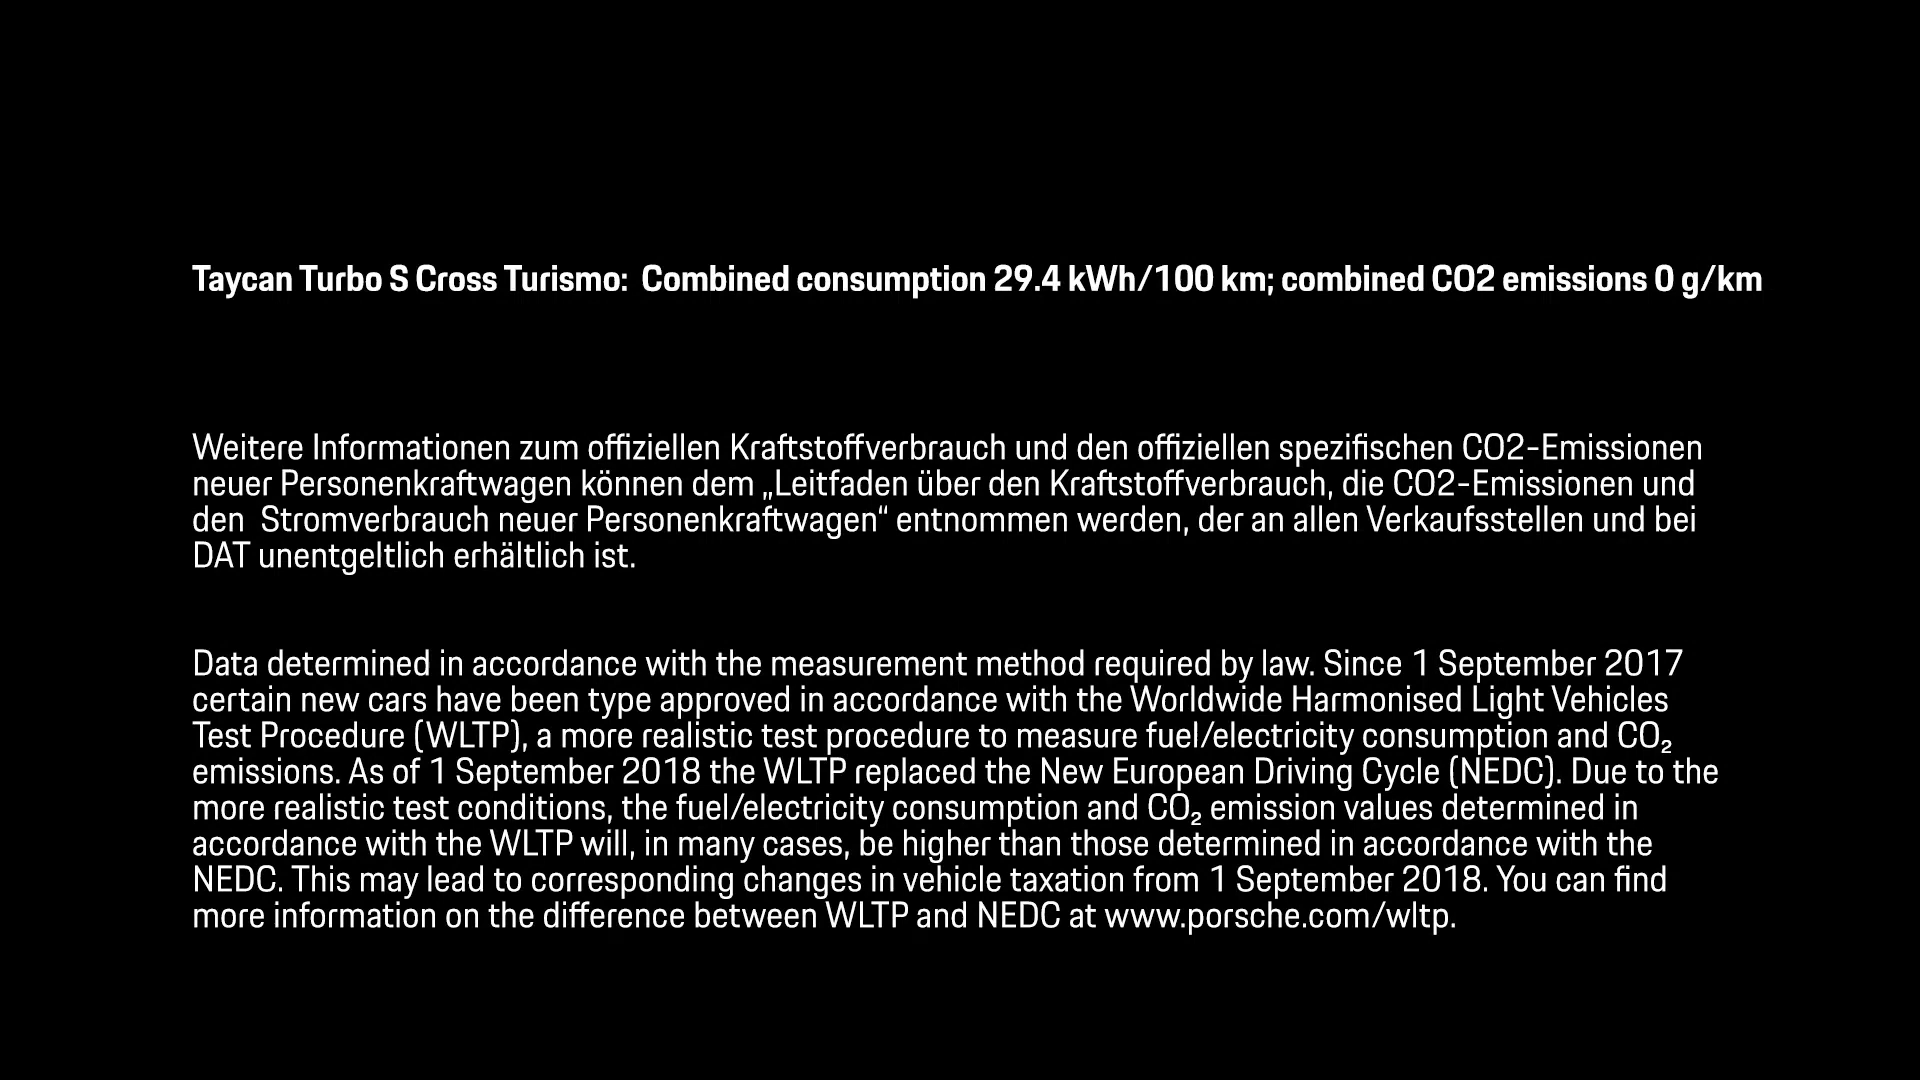 Taycan Turbo S Cross Turismo:  Combined consumption 29.4 kWh/100 km; combined CO2 emissions 0 g/km
Weitere Informationen zum offiziellen Kraftstoffverbrauch und den offiziellen spezifischen CO2-Emissionen
neuer Personenkraftwagen können dem „Leitfaden über den Kraftstoffverbrauch, die CO2-Emissionen und
den  Stromverbrauch neuer Personenkraftwagen“ entnommen werden, der an allen Verkaufsstellen und bei
DAT unentgeltlich erhältlich ist.
Data determined in accordance with the measurement method required by law. Since 1 September 2017
certain new cars have been type approved in accordance with the Worldwide Harmonised Light Vehicles
Test Procedure (WLTP), a more realistic test procedure to measure fuel/electricity consumption and CO₂
emissions. As of 1 September 2018 the WLTP replaced the New European Driving Cycle (NEDC). Due to the
more realistic test conditions, the fuel/electricity consumption and CO₂ emission values determined in
accordance with the WLTP will, in many cases, be higher than those determined in accordance with the
NEDC. This may lead to corresponding changes in vehicle taxation from 1 September 2018. You can find
more information on the difference between WLTP and NEDC at www.porsche.com/wltp.